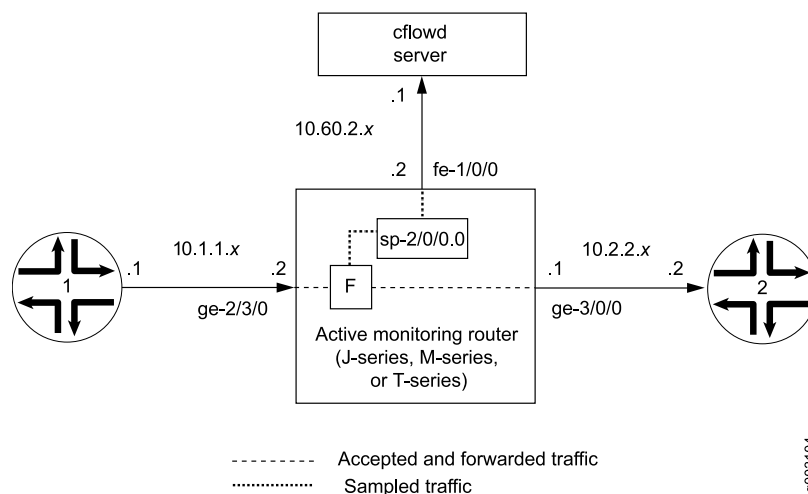 cflowd
server
.1
10.60.2.x
.2
fe-1/0/0
sp-2/0/0.0
10.1.1.x
10.2.2.x
.1
.2
F
.1
.2
1
2
ge-2/3/0
ge-3/0/0
Active monitoring router
(J-series, M-series,
or T-series)
Accepted and forwarded traffic
Sampled traffic